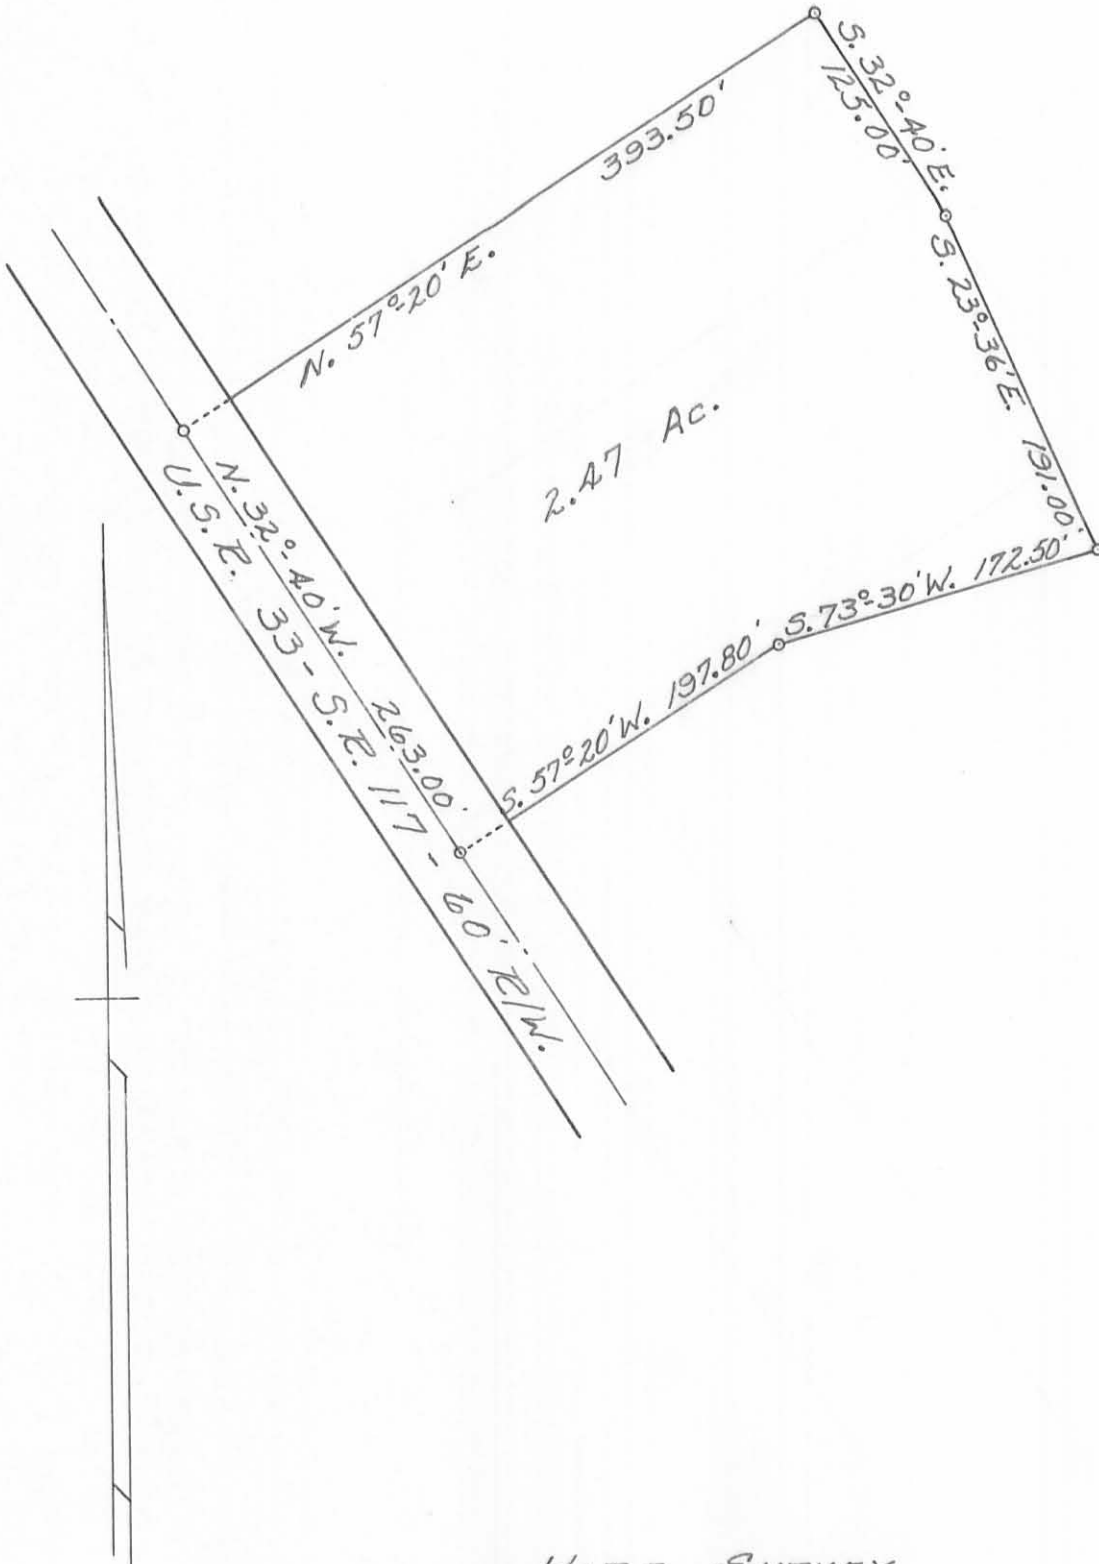 S. 32°-40' E.
125.00'
N. 57°-20' E.
393.50'
S. 23°-36' E. 191.00'
2.47 Ac.
N. 32°-40' W. 263.00'
U.S.R. 33 - S.R. 117 - 60' R/W.
S. 73°-30' W. 172.50'
S. 57°-20' W. 197.80'